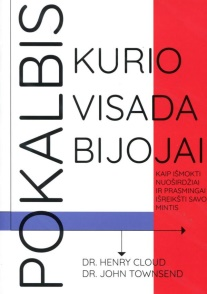 POKALBIS
KURIO
VISADA
BIJOJAI
KAIP IŠMOKTI
NUOŠIRDŽIAI
IR PRASMINGAI
IŠREIKŠTI SAVO
MINTIS
DR. HENRY CLOUD
DR. JOHN TOWNSEND